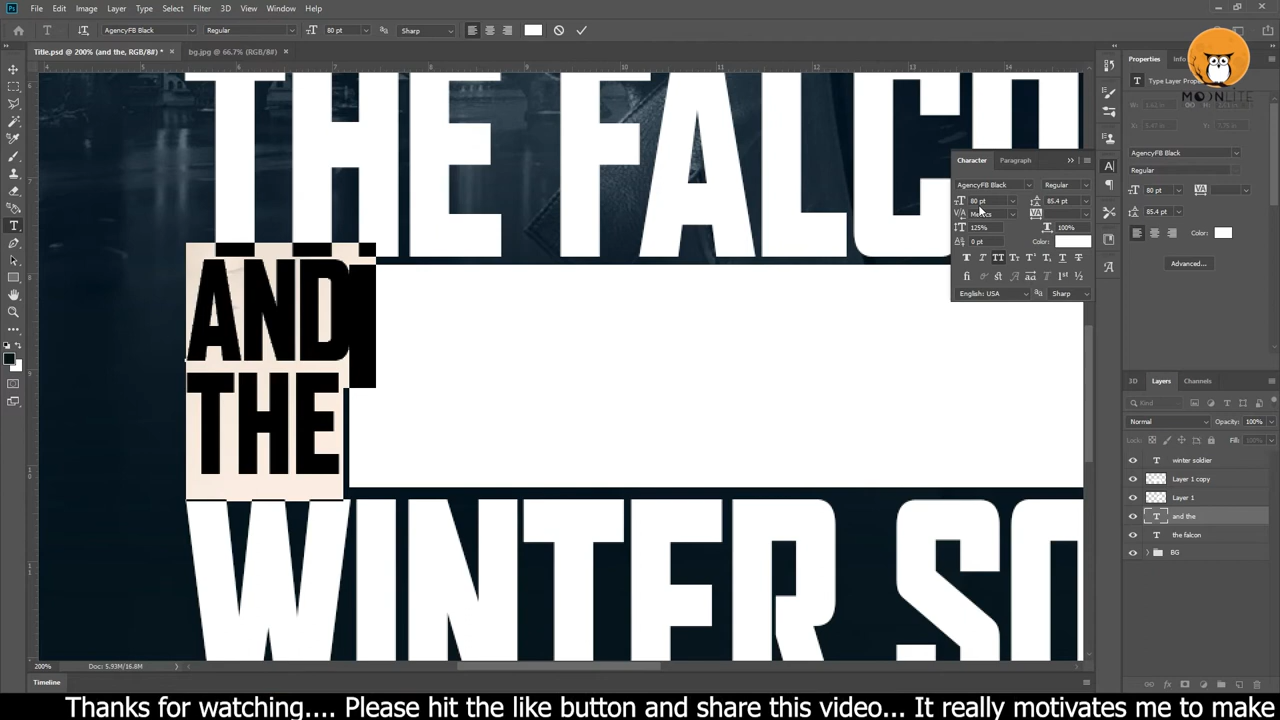 File Edit Image Layer Type Select Filter 3D View Window Help
AgencyFB Black Regular 80 pt Sharp
Title.psd @ 200% (and the, RGB/8#) * × bg.jpg @ 66.7% (RGB/8#) ×
Properties Info
MOONLITE
Type Layer Prope
AgencyFB Black
Regular
80 pt
85.4 pt
Color:
Advanced...
Character Paragraph
AgencyFB Black Regular
80 pt 85.4 pt
Metrics
125% 100%
0 pt Color:
English: USA Sharp
THE FALCO
AND
THE
WINTER SO
3D Layers Channels
Kind
Normal Opacity: 100%
Lock: Fill: 100%
winter soldier
Layer 1 copy
Layer 1
and the
the falcon
BG
200% Doc: 5.93M/16.8M
Timeline
Thanks for watching.... Please hit the like button and share this video... It really motivates me to make